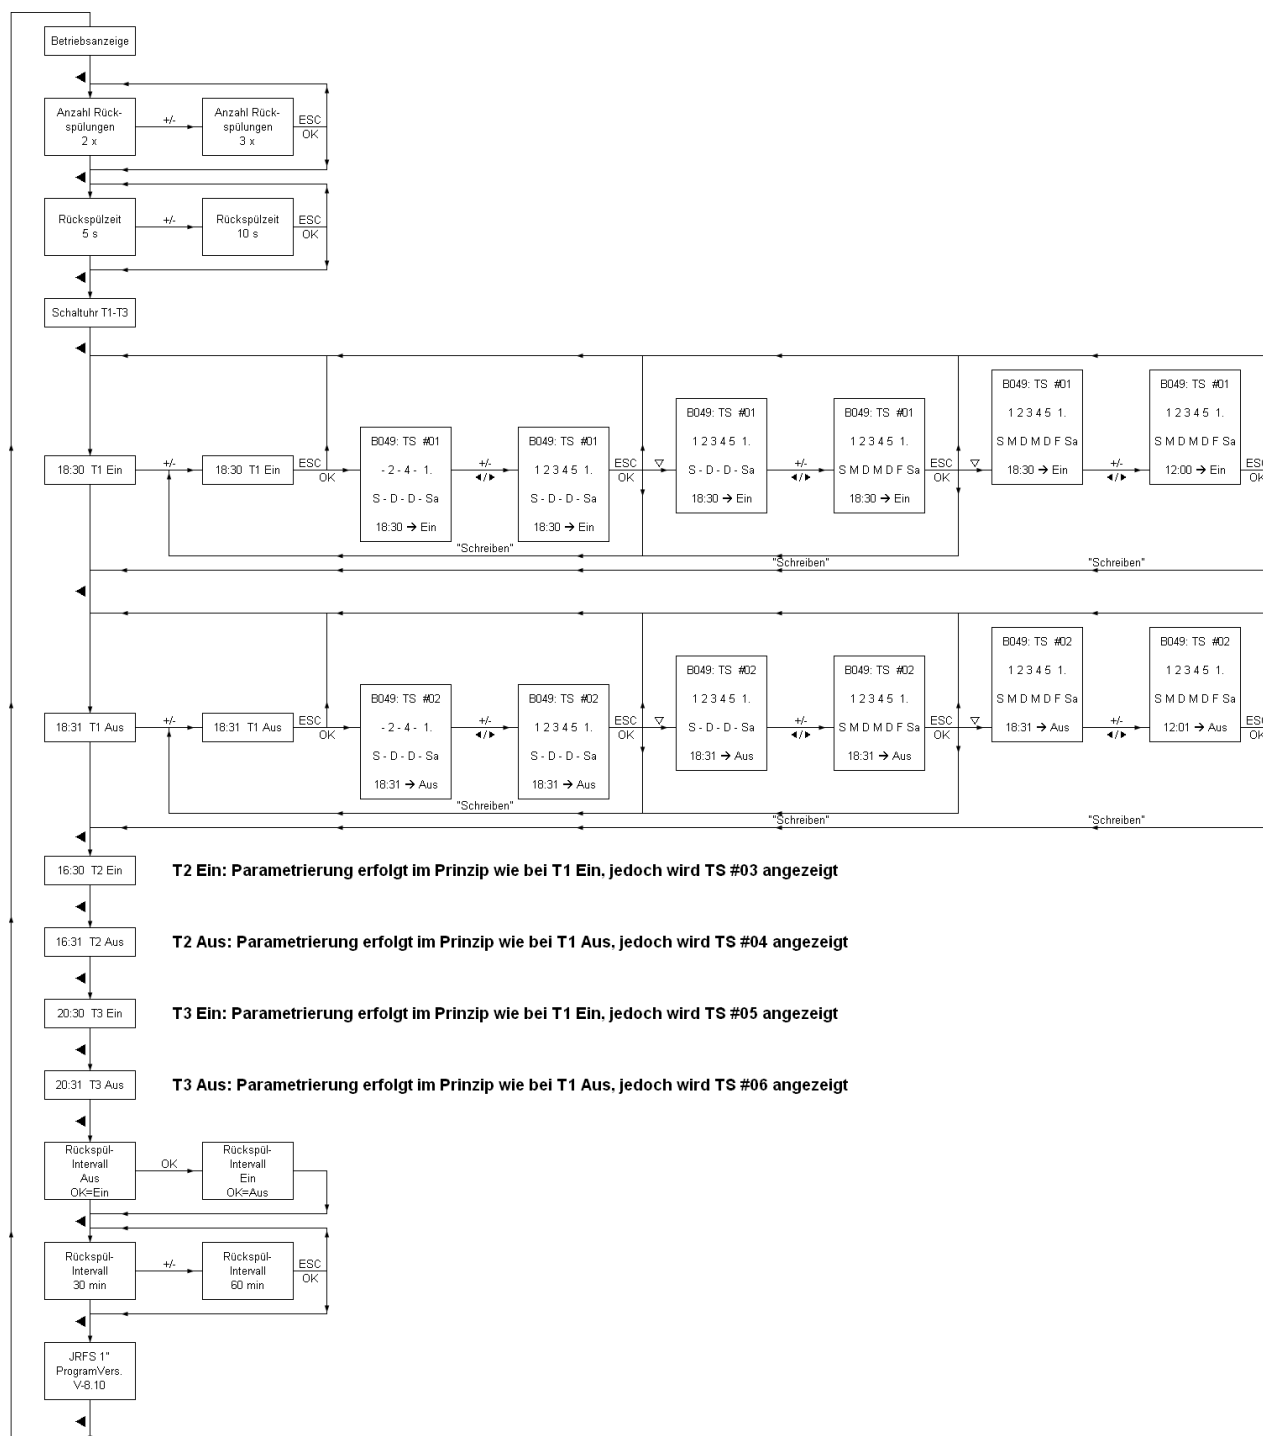 Betriebsanzeige
Anzahl Rück-
spülungen
2 x
+/-
Anzahl Rück-
spülungen
3 x
ESC
OK
Rückspülzeit
5 s
+/-
Rückspülzeit
10 s
ESC
OK
Schaltuhr T1-T3
18:30 T1 Ein
+/-
18:30 T1 Ein
ESC
OK
B049: TS #01
- 2 - 4 - 1.
S - D - D - Sa
18:30 → Ein
+/-
◄/►
B049: TS #01
1 2 3 4 5 1.
S - D - D - Sa
18:30 → Ein
ESC
OK
B049: TS #01
1 2 3 4 5 1.
S - D - D - Sa
18:30 → Ein
+/-
◄/►
B049: TS #01
1 2 3 4 5 1.
S M D M D F Sa
18:30 → Ein
ESC
OK
B049: TS #01
1 2 3 4 5 1.
S M D M D F Sa
18:30 → Ein
+/-
◄/►
B049: TS #01
1 2 3 4 5 1.
S M D M D F Sa
12:00 → Ein
ESC
OK
"Schreiben"
"Schreiben"
"Schreiben"
18:31 T1 Aus
+/-
18:31 T1 Aus
ESC
OK
B049: TS #02
- 2 - 4 - 1.
S - D - D - Sa
18:31 → Aus
+/-
◄/►
B049: TS #02
1 2 3 4 5 1.
S - D - D - Sa
18:31 → Aus
ESC
OK
B049: TS #02
1 2 3 4 5 1.
S - D - D - Sa
18:31 → Aus
+/-
◄/►
B049: TS #02
1 2 3 4 5 1.
S M D M D F Sa
18:31 → Aus
ESC
OK
B049: TS #02
1 2 3 4 5 1.
S M D M D F Sa
18:31 → Aus
+/-
◄/►
B049: TS #02
1 2 3 4 5 1.
S M D M D F Sa
12:01 → Aus
ESC
OK
"Schreiben"
"Schreiben"
"Schreiben"
16:30 T2 Ein
T2 Ein: Parametrierung erfolgt im Prinzip wie bei T1 Ein, jedoch wird TS #03 angezeigt
16:31 T2 Aus
T2 Aus: Parametrierung erfolgt im Prinzip wie bei T1 Aus, jedoch wird TS #04 angezeigt
20:30 T3 Ein
T3 Ein: Parametrierung erfolgt im Prinzip wie bei T1 Ein, jedoch wird TS #05 angezeigt
20:31 T3 Aus
T3 Aus: Parametrierung erfolgt im Prinzip wie bei T1 Aus, jedoch wird TS #06 angezeigt
Rückspül-
Intervall
Aus
OK=Ein
OK
Rückspül-
Intervall
Ein
OK=Aus
Rückspül-
Intervall
30 min
+/-
Rückspül-
Intervall
60 min
ESC
OK
JRFS 1"
ProgramVers.
V-8.10